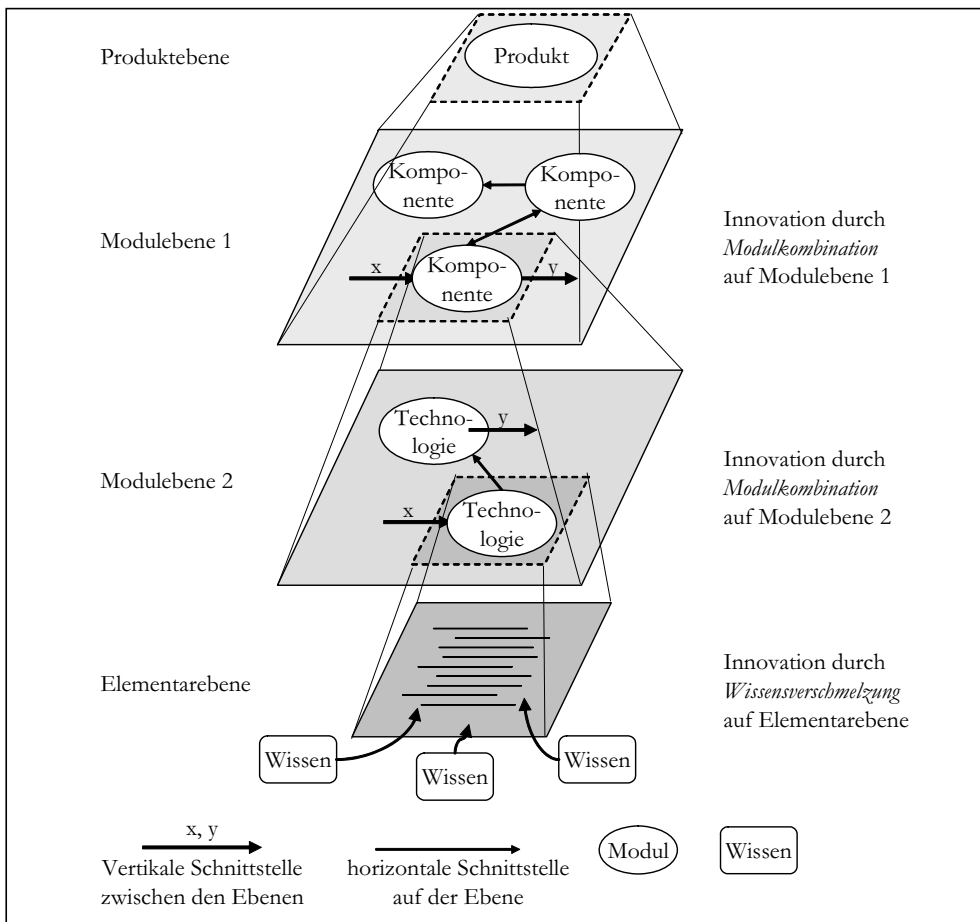 Produktebene
Produkt
Kompo-
nente
Kompo-
nente
Modulebene 1
x
Kompo-
nente
y
Innovation durch
Modulkombination
auf Modulebene 1
Techno-
logie
y
Modulebene 2
x
Techno-
logie
Innovation durch
Modulkombination
auf Modulebene 2
Elementarebene
Innovation durch
Wissensverschmelzung
auf Elementarebene
Wissen
Wissen
Wissen
x, y
Vertikale Schnittstelle
zwischen den Ebenen
horizontale Schnittstelle
auf der Ebene
Modul
Wissen